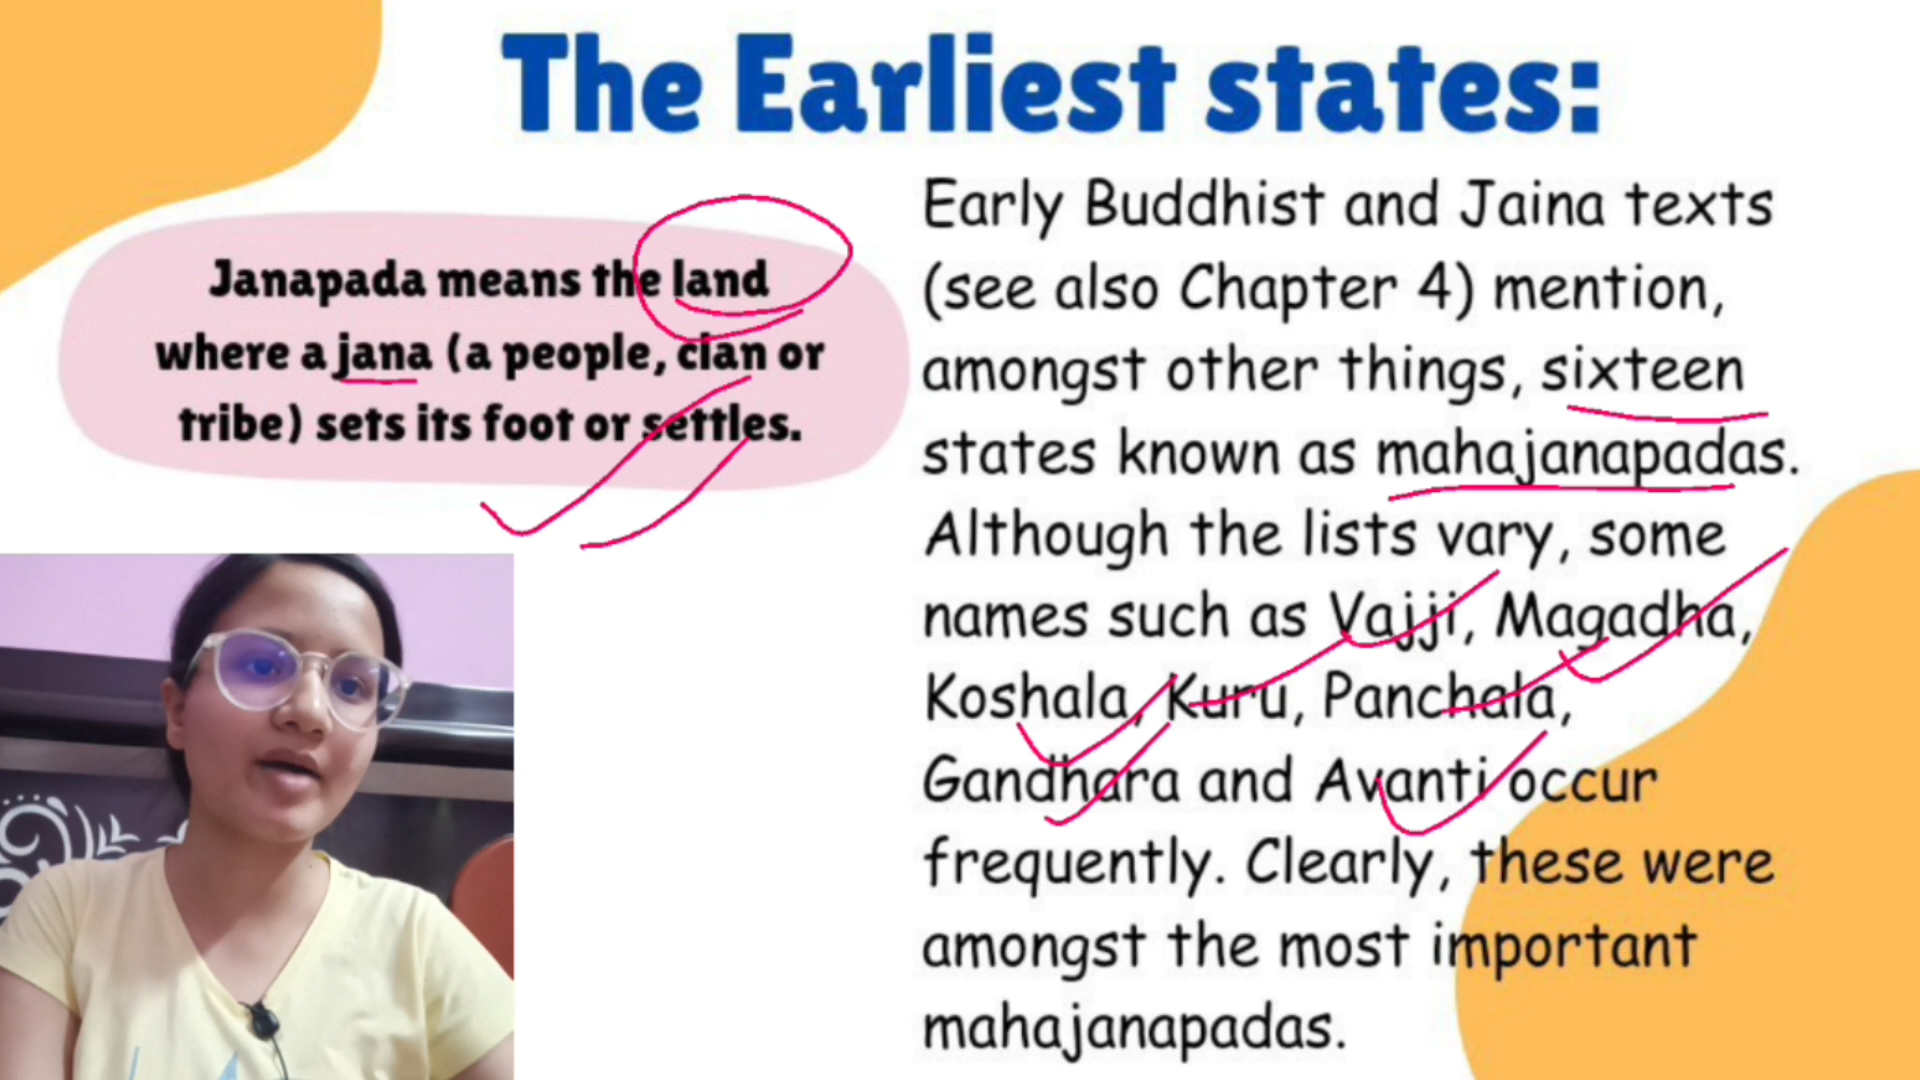 The Earliest states:
Janapada means the land
where a jana (a people, clan or
tribe) sets its foot or settles.
Early Buddhist and Jaina texts
(see also Chapter 4) mention,
amongst other things, sixteen
states known as mahajanapadas.
Although the lists vary, some
names such as Vajji, Magadha,
Koshala, Kuru, Panchala,
Gandhara and Avanti occur
frequently. Clearly, these were
amongst the most important
mahajanapadas.